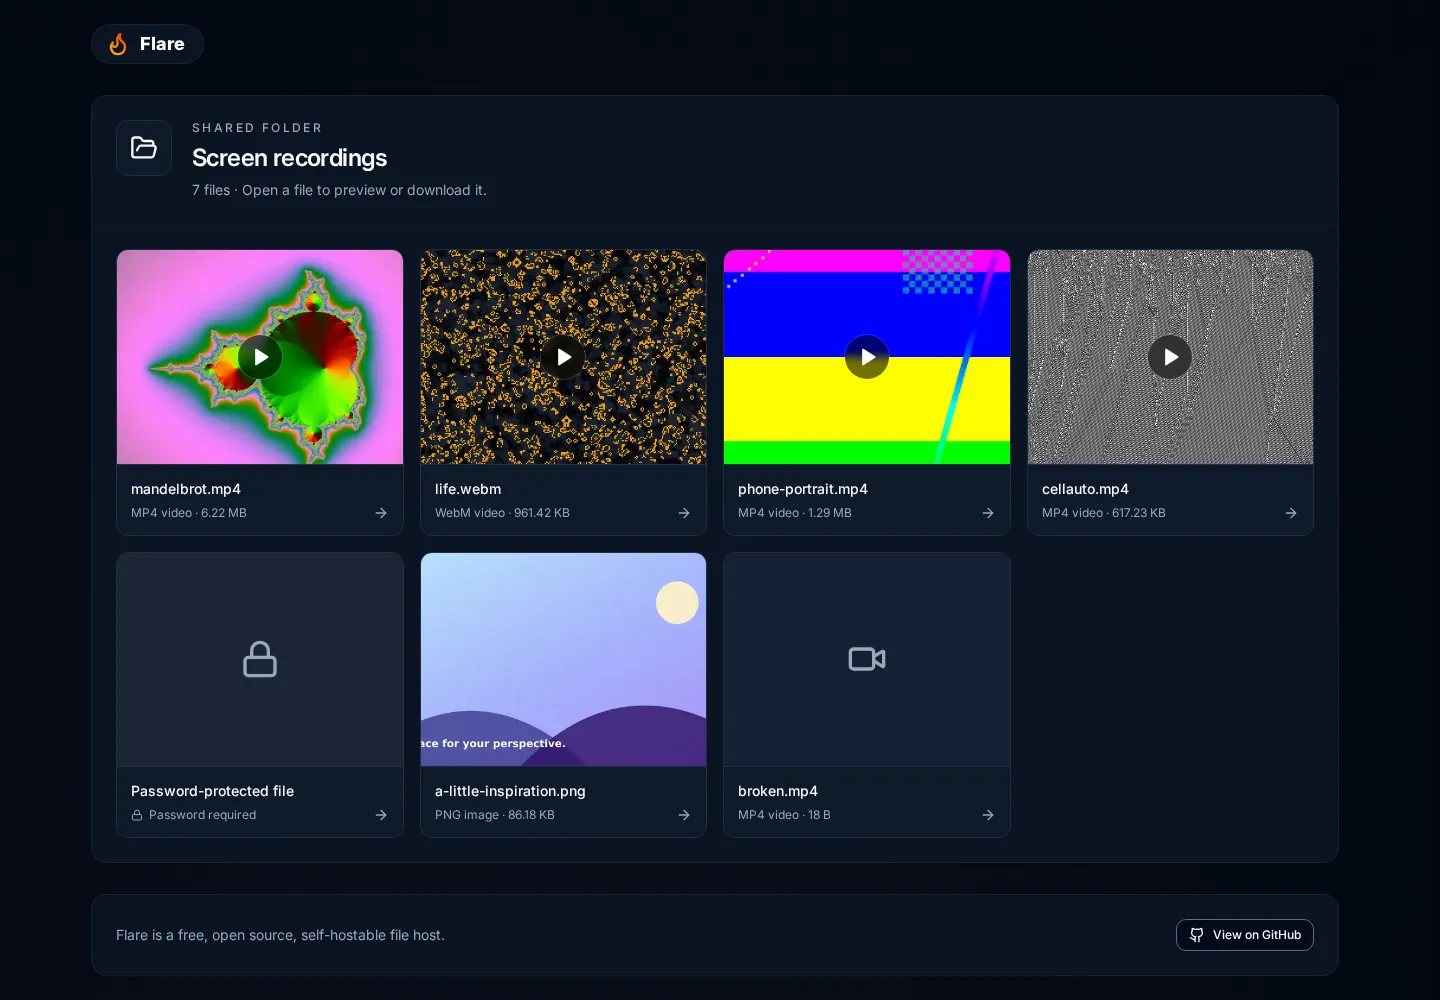 Flare
SHARED FOLDER
Screen recordings
7 files · Open a file to preview or download it.
mandelbrot.mp4
MP4 video · 6.22 MB
life.webm
WebM video · 961.42 KB
phone-portrait.mp4
MP4 video · 1.29 MB
cellauto.mp4
MP4 video · 617.23 KB
ace for your perspective.
Password-protected file
Password required
a-little-inspiration.png
PNG image · 86.18 KB
broken.mp4
MP4 video · 18 B
Flare is a free, open source, self-hostable file host.
View on GitHub